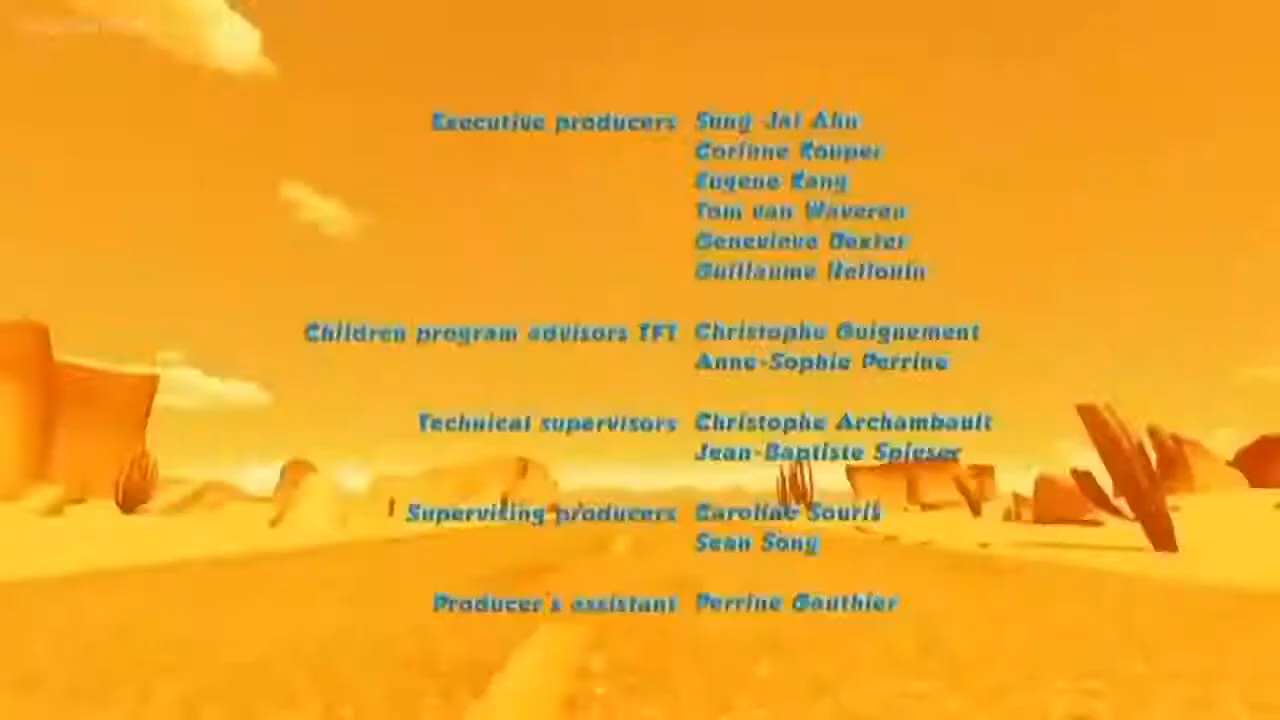 Executive producers Sung Jai Ahn
Corinne Kouper
Eugene Kang
Tom van Waveren
Genevieve Dexter
Guillaume Hellouin
Children program advisors TF1 Christophe Guignement
Anne-Sophie Perrine
Technical supervisors Christophe Archambault
Jean-Baptiste Spieser
Supervising producers Caroline Souris
Sean Song
Producer's assistant Perrine Gauthier